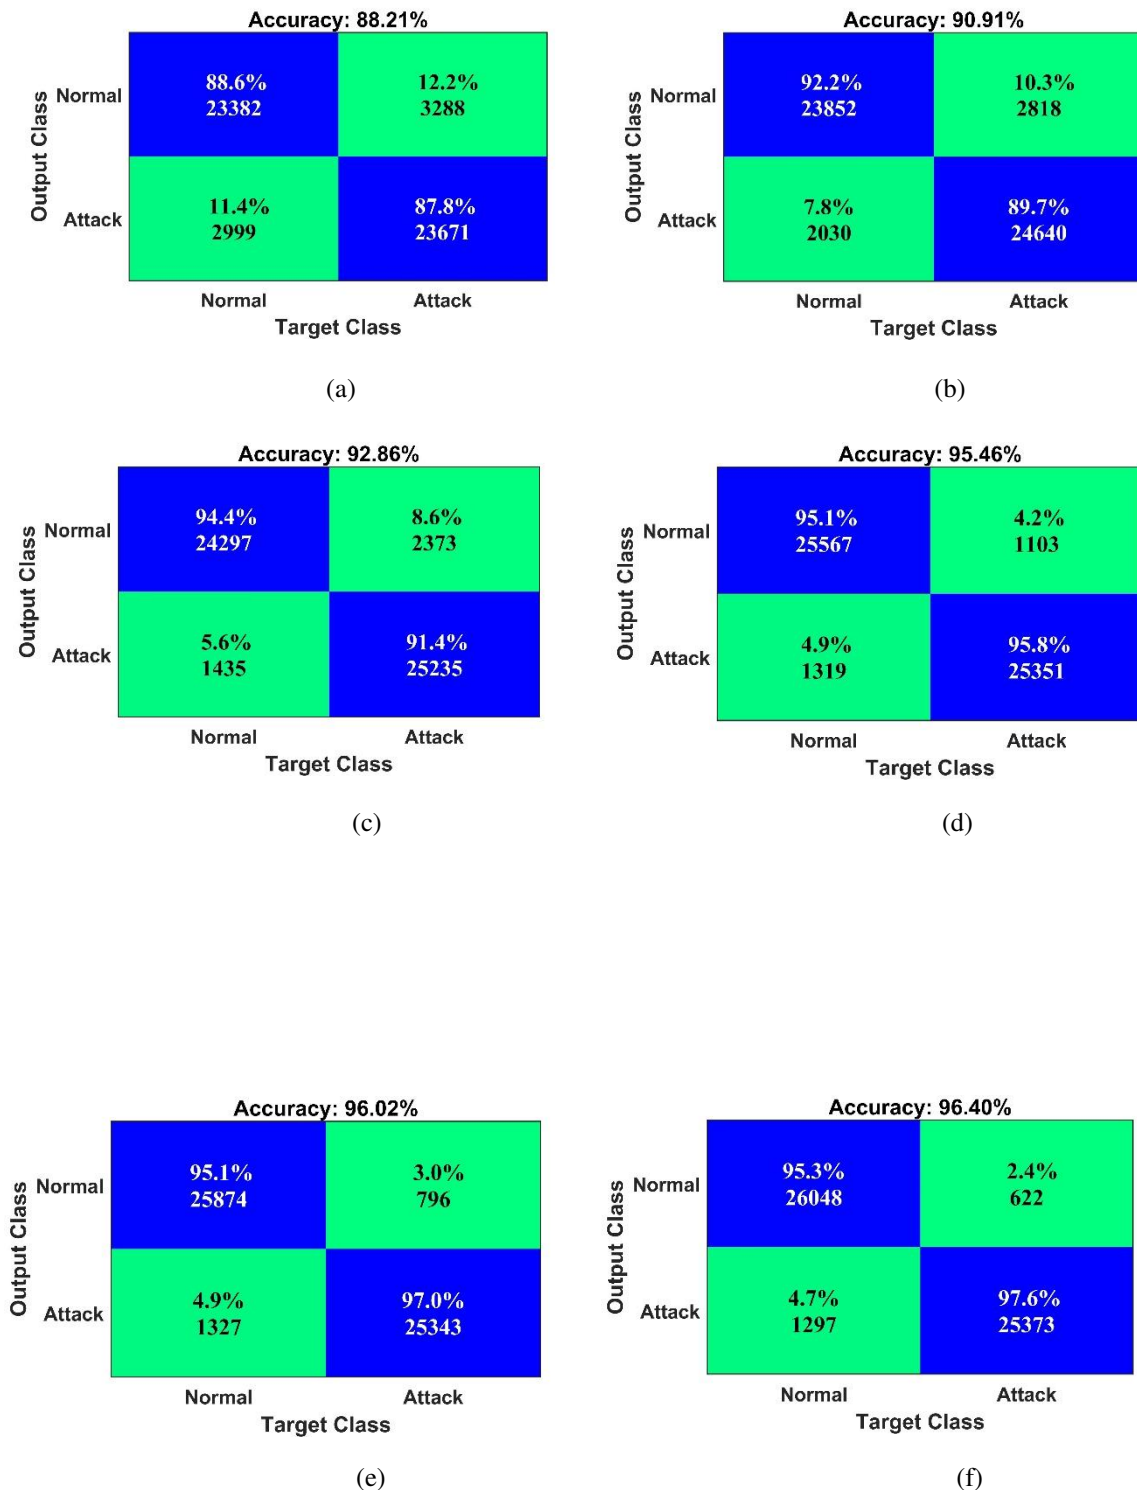 Accuracy: 88.21%
Output Class
Normal
88.6%
23382
12.2%
3288
Attack
11.4%
2999
87.8%
23671
Normal Attack
Target Class
(a)
Accuracy: 90.91%
Output Class
Normal
92.2%
23852
10.3%
2818
Attack
7.8%
2030
89.7%
24640
Normal Attack
Target Class
(b)
Accuracy: 92.86%
Output Class
Normal
94.4%
24297
8.6%
2373
Attack
5.6%
1435
91.4%
25235
Normal Attack
Target Class
(c)
Accuracy: 95.46%
Output Class
Normal
95.1%
25567
4.2%
1103
Attack
4.9%
1319
95.8%
25351
Normal Attack
Target Class
(d)
Accuracy: 96.02%
Output Class
Normal
95.1%
25874
3.0%
796
Attack
4.9%
1327
97.0%
25343
Normal Attack
Target Class
(e)
Accuracy: 96.40%
Output Class
Normal
95.3%
26048
2.4%
622
Attack
4.7%
1297
97.6%
25373
Normal Attack
Target Class
(f)